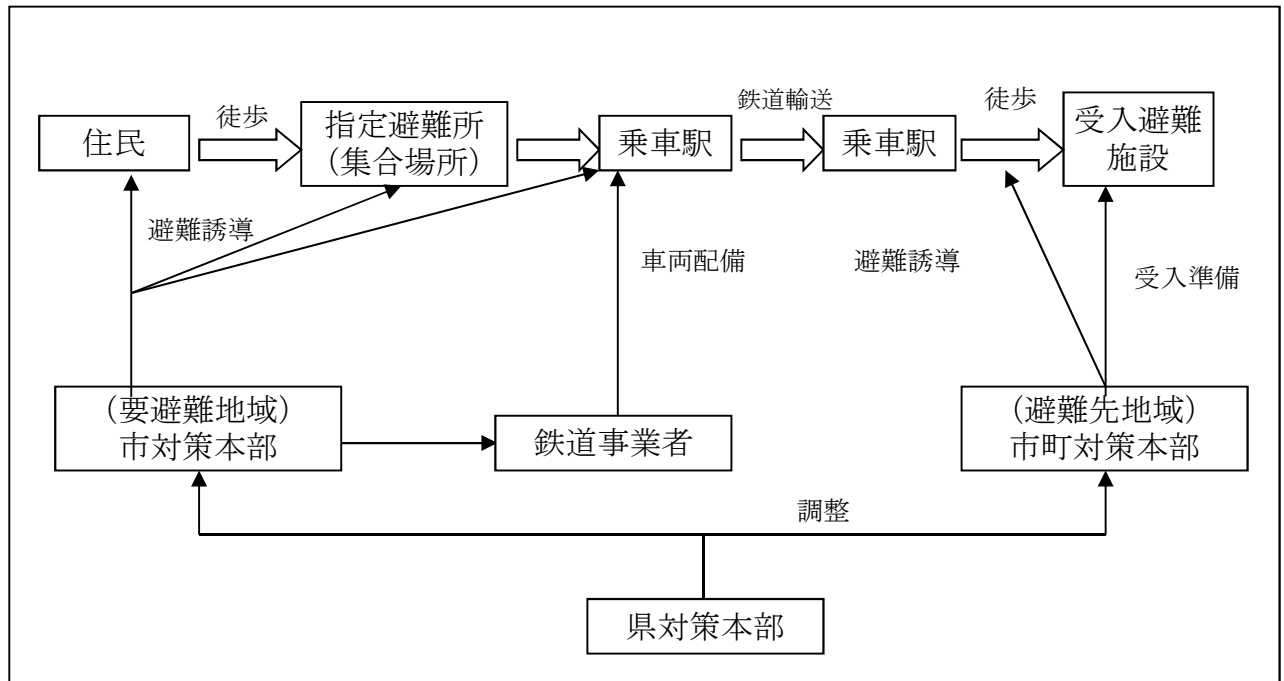 徒歩
鉄道輸送
徒歩
住民
指定避難所
（集合場所）
乗車駅
乗車駅
受入避難
施設
避難誘導
車両配備
避難誘導
受入準備
（要避難地域）
市対策本部
鉄道事業者
（避難先地域）
市町対策本部
調整
県対策本部